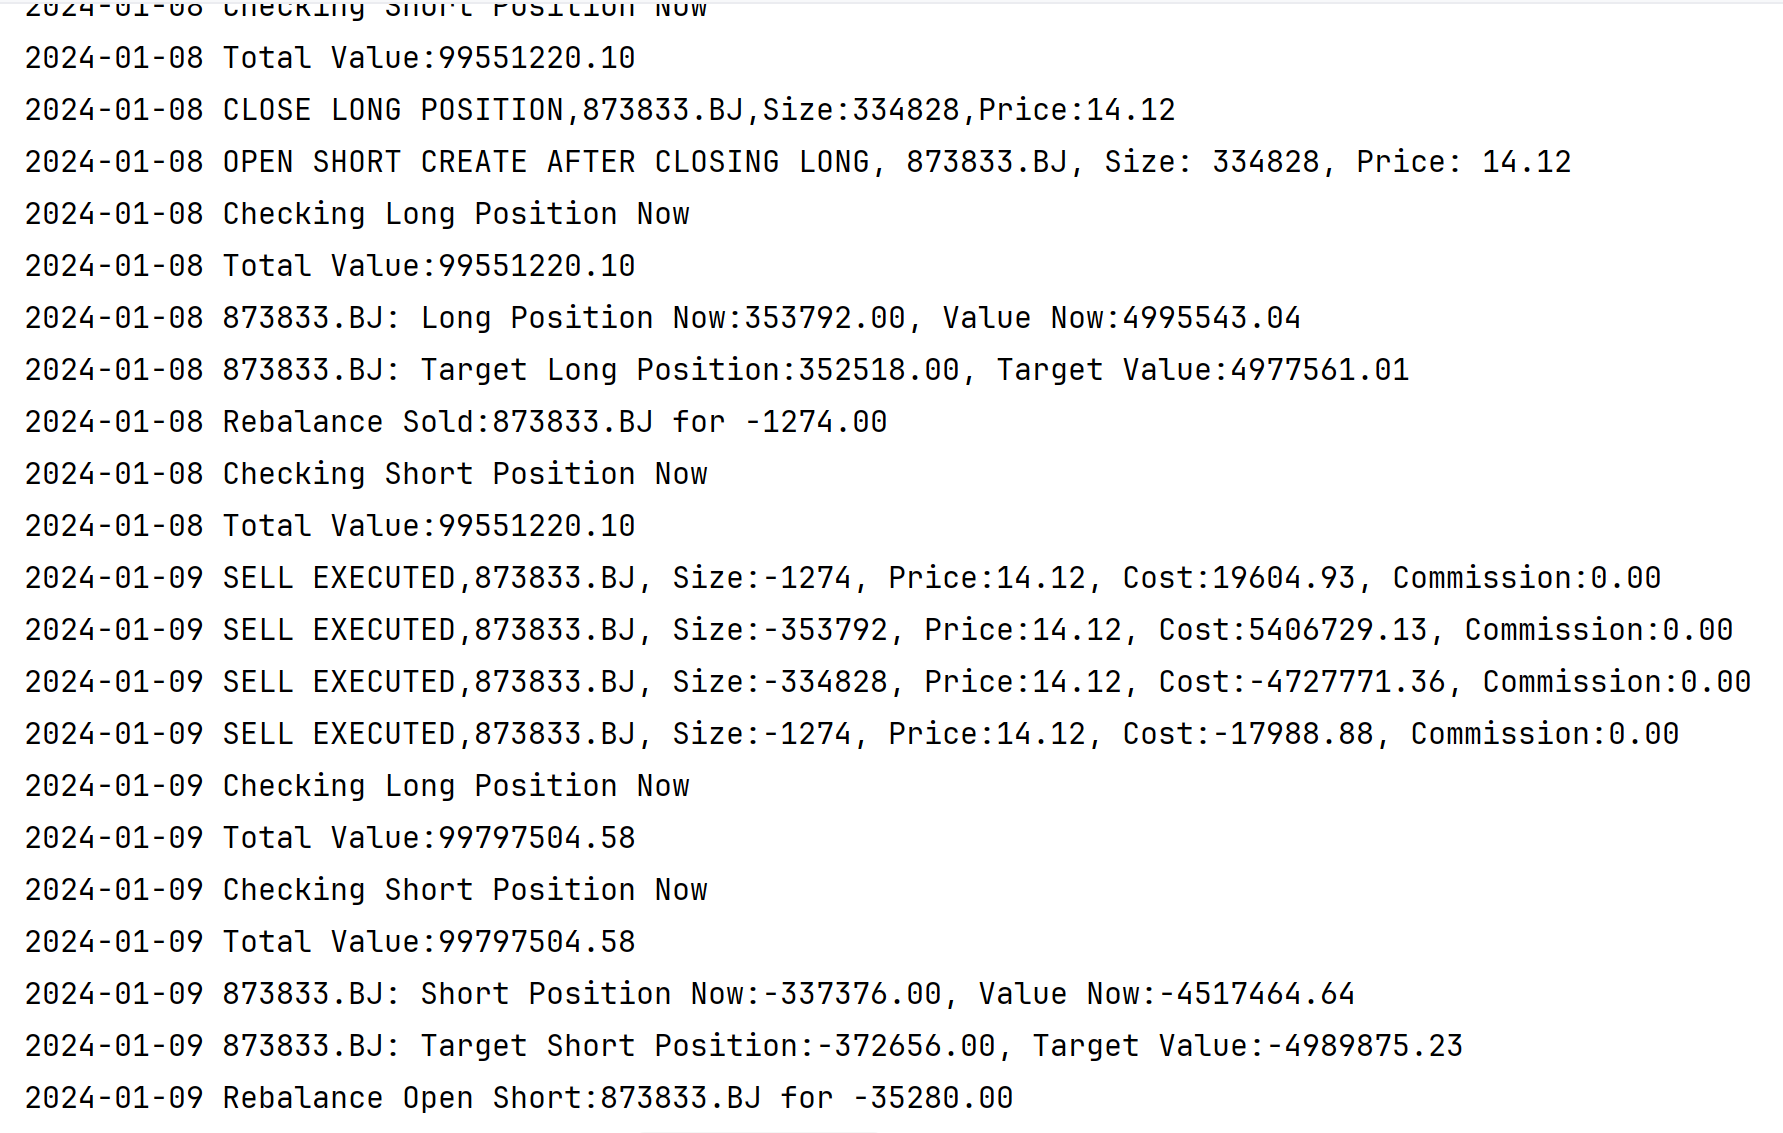 2024-01-08 Checking Short Position Now
2024-01-08 Total Value:99551220.10
2024-01-08 CLOSE LONG POSITION,873833.BJ,Size:334828,Price:14.12
2024-01-08 OPEN SHORT CREATE AFTER CLOSING LONG, 873833.BJ, Size: 334828, Price: 14.12
2024-01-08 Checking Long Position Now
2024-01-08 Total Value:99551220.10
2024-01-08 873833.BJ: Long Position Now:353792.00, Value Now:4995543.04
2024-01-08 873833.BJ: Target Long Position:352518.00, Target Value:4977561.01
2024-01-08 Rebalance Sold:873833.BJ for -1274.00
2024-01-08 Checking Short Position Now
2024-01-08 Total Value:99551220.10
2024-01-09 SELL EXECUTED,873833.BJ, Size:-1274, Price:14.12, Cost:19604.93, Commission:0.00
2024-01-09 SELL EXECUTED,873833.BJ, Size:-353792, Price:14.12, Cost:5406729.13, Commission:0.00
2024-01-09 SELL EXECUTED,873833.BJ, Size:-334828, Price:14.12, Cost:-4727771.36, Commission:0.00
2024-01-09 SELL EXECUTED,873833.BJ, Size:-1274, Price:14.12, Cost:-17988.88, Commission:0.00
2024-01-09 Checking Long Position Now
2024-01-09 Total Value:99797504.58
2024-01-09 Checking Short Position Now
2024-01-09 Total Value:99797504.58
2024-01-09 873833.BJ: Short Position Now:-337376.00, Value Now:-4517464.64
2024-01-09 873833.BJ: Target Short Position:-372656.00, Target Value:-4989875.23
2024-01-09 Rebalance Open Short:873833.BJ for -35280.00